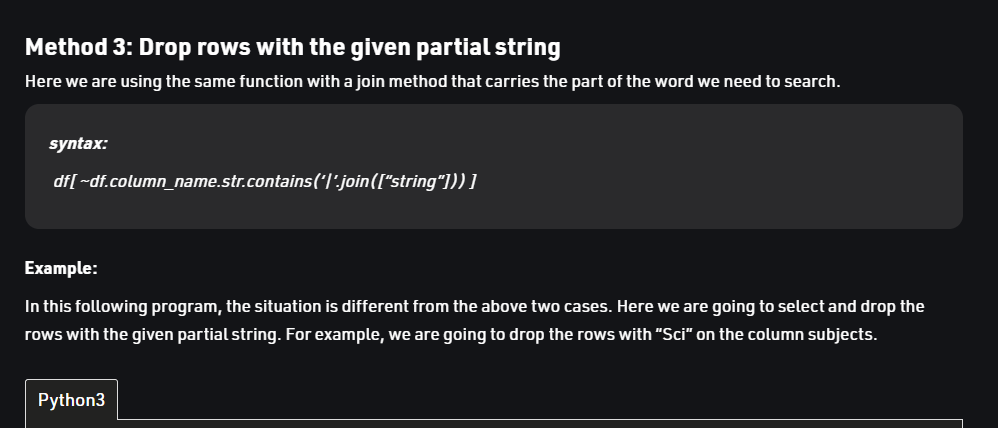 Method 3: Drop rows with the given partial string
Here we are using the same function with a join method that carries the part of the word we need to search.
syntax:
df[ ~df.column_name.str.contains(‘|’.join([“string”])) ]
Example:
In this following program, the situation is different from the above two cases. Here we are going to select and drop the
rows with the given partial string. For example, we are going to drop the rows with “Sci” on the column subjects.
Python3